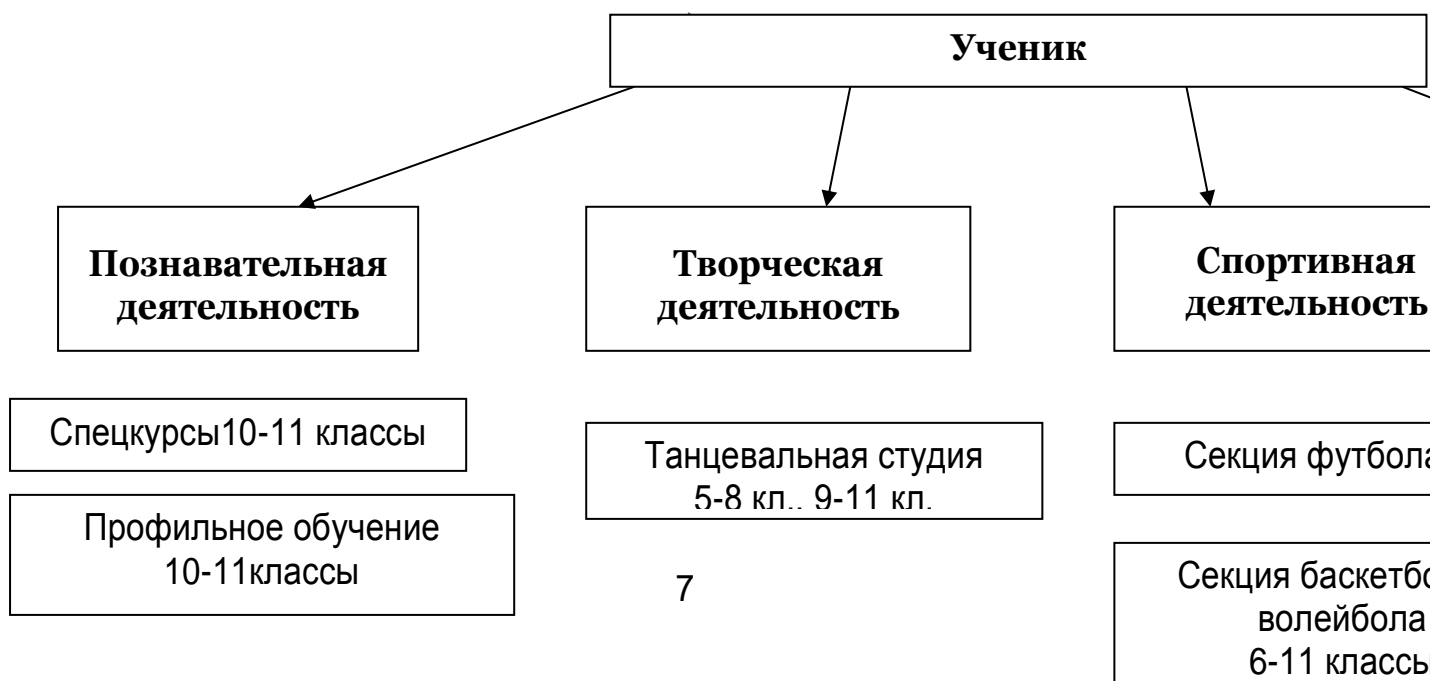 Ученик
Познавательная
деятельность
Творческая
деятельность
Спортивная
деятельность
Спецкурсы10-11 классы
Профильное обучение
10-11классы
Танцевальная студия
5-8 кл., 9-11 кл.
7
Секция футбола
Секция
волейбола
6-11 классы